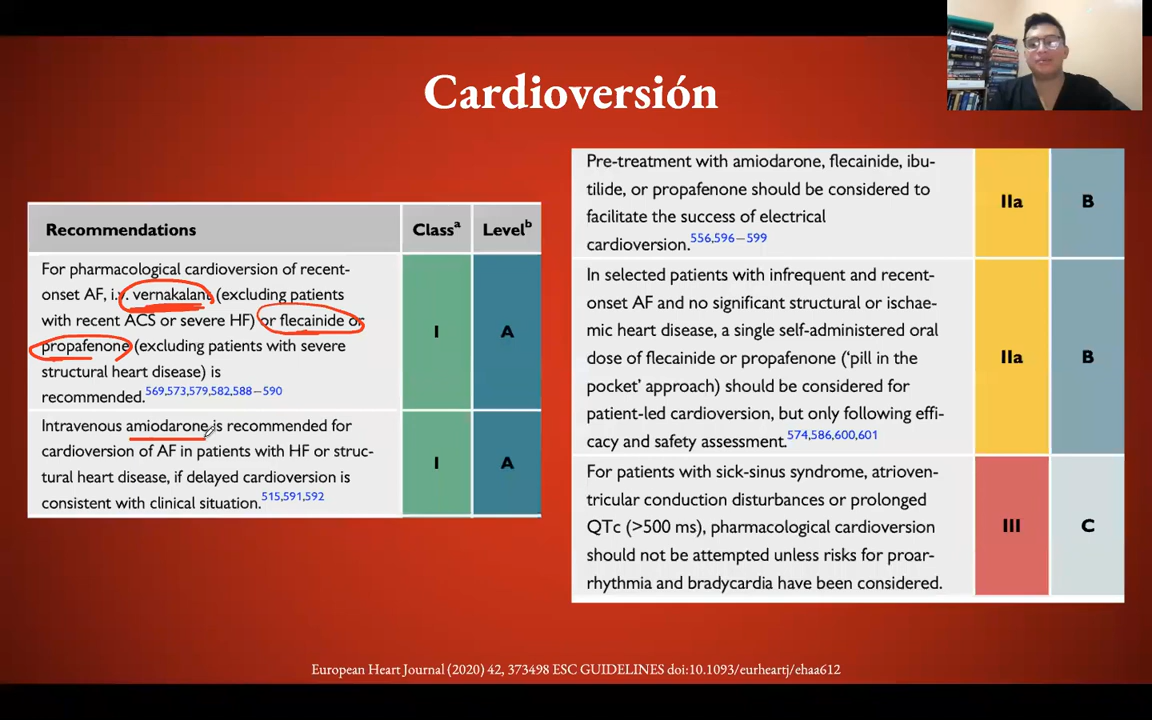 Cardioversión
Recommendations Classᵃ Levelᵇ
For pharmacological cardioversion of recent-
onset AF, i.v. vernakalant (excluding patients
with recent ACS or severe HF) or flecainide or
propafenone (excluding patients with severe
structural heart disease) is
recommended.569,573,579,582,588–590
I A
Intravenous amiodarone is recommended for
cardioversion of AF in patients with HF or struc-
tural heart disease, if delayed cardioversion is
consistent with clinical situation.515,591,592
I A
Pre-treatment with amiodarone, flecainide, ibu-
tilide, or propafenone should be considered to
facilitate the success of electrical
cardioversion.556,596–599
IIa B
In selected patients with infrequent and recent-
onset AF and no significant structural or ischae-
mic heart disease, a single self-administered oral
dose of flecainide or propafenone (‘pill in the
pocket’ approach) should be considered for
patient-led cardioversion, but only following effi-
cacy and safety assessment.574,586,600,601
IIa B
For patients with sick-sinus syndrome, atrioven-
tricular conduction disturbances or prolonged
QTc (>500 ms), pharmacological cardioversion
should not be attempted unless risks for proar-
rhythmia and bradycardia have been considered.
III C
European Heart Journal (2020) 42, 373498 ESC GUIDELINES doi:10.1093/eurheartj/ehaa612